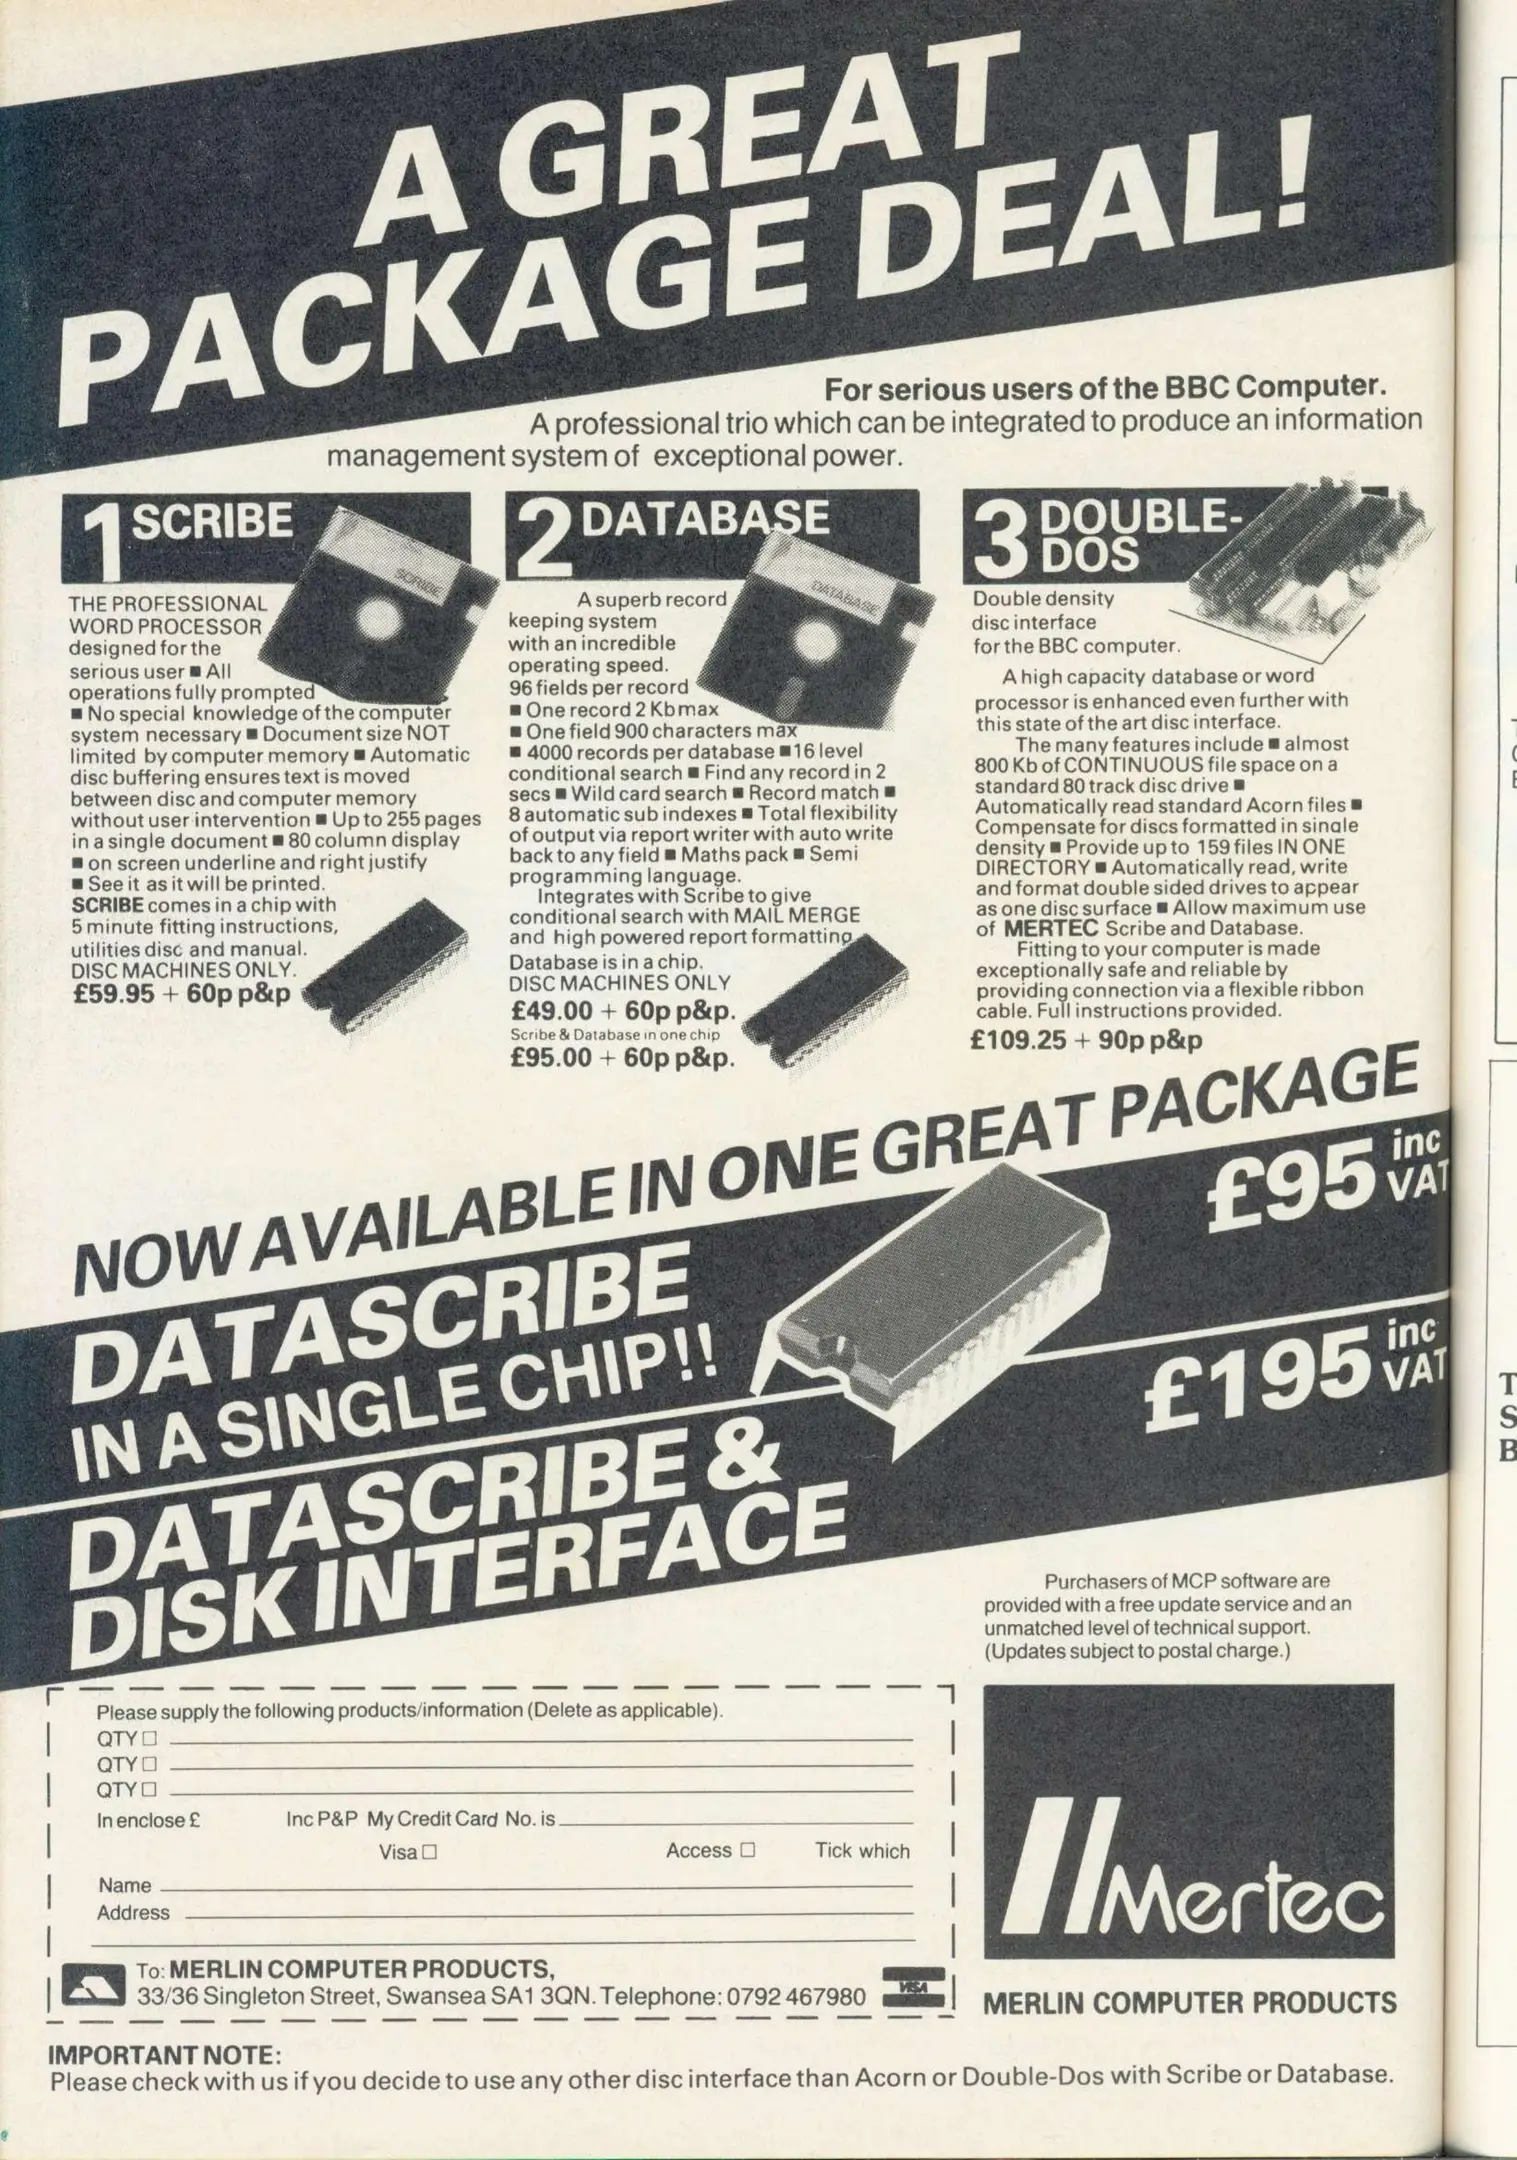 A GREAT
PACKAGE DEAL!
For serious users of the BBC Computer.
A professional trio which can be integrated to produce an information
management system of exceptional power.
1 SCRIBE
SCRIBE
THE PROFESSIONAL
WORD PROCESSOR
designed for the
serious user ■ All
operations fully prompted
■ No special knowledge of the computer
system necessary ■ Document size NOT
limited by computer memory ■ Automatic
disc buffering ensures text is moved
between disc and computer memory
without user intervention ■ Up to 255 pages
in a single document ■ 80 column display
■ on screen underline and right justify
■ See it as it will be printed.
SCRIBE comes in a chip with
5 minute fitting instructions,
utilities disc and manual.
DISC MACHINES ONLY.
£59.95 + 60p p&p
2 DATABASE
DATABASE
A superb record
keeping system
with an incredible
operating speed.
96 fields per record
■ One record 2 Kb max
■ One field 900 characters max
■ 4000 records per database ■ 16 level
conditional search ■ Find any record in 2
secs ■ Wild card search ■ Record match ■
8 automatic sub indexes ■ Total flexibility
of output via report writer with auto write
back to any field ■ Maths pack ■ Semi
programming language.
Integrates with Scribe to give
conditional search with MAIL MERGE
and high powered report formatting
Database is in a chip.
DISC MACHINES ONLY
£49.00 + 60p p&p.
Scribe & Database in one chip
£95.00 + 60p p&p.
3 DOUBLE-
DOS
Double density
disc interface
for the BBC computer.
A high capacity database or word
processor is enhanced even further with
this state of the art disc interface.
The many features include ■ almost
800 Kb of CONTINUOUS file space on a
standard 80 track disc drive ■
Automatically read standard Acorn files ■
Compensate for discs formatted in single
density ■ Provide up to 159 files IN ONE
DIRECTORY ■ Automatically read, write
and format double sided drives to appear
as one disc surface ■ Allow maximum use
of MERTEC Scribe and Database.
Fitting to your computer is made
exceptionally safe and reliable by
providing connection via a flexible ribbon
cable. Full instructions provided.
£109.25 + 90p p&p
NOW AVAILABLE IN ONE GREAT PACKAGE
DATASCRIBE
IN A SINGLE CHIP!!
£95 inc
VAT
DATASCRIBE &
DISK INTERFACE
£195 inc
VAT
Purchasers of MCP software are
provided with a free update service and an
unmatched level of technical support.
(Updates subject to postal charge.)
Please supply the following products/information (Delete as applicable).
QTY
QTY
QTY
In enclose £ Inc P&P My Credit Card No. is
Visa Access Tick which
Name
Address
To: MERLIN COMPUTER PRODUCTS,
33/36 Singleton Street, Swansea SA1 3QN. Telephone: 0792 467980
VISA
Mertec
MERLIN COMPUTER PRODUCTS
IMPORTANT NOTE:
Please check with us if you decide to use any other disc interface than Acorn or Double-Dos with Scribe or Database.